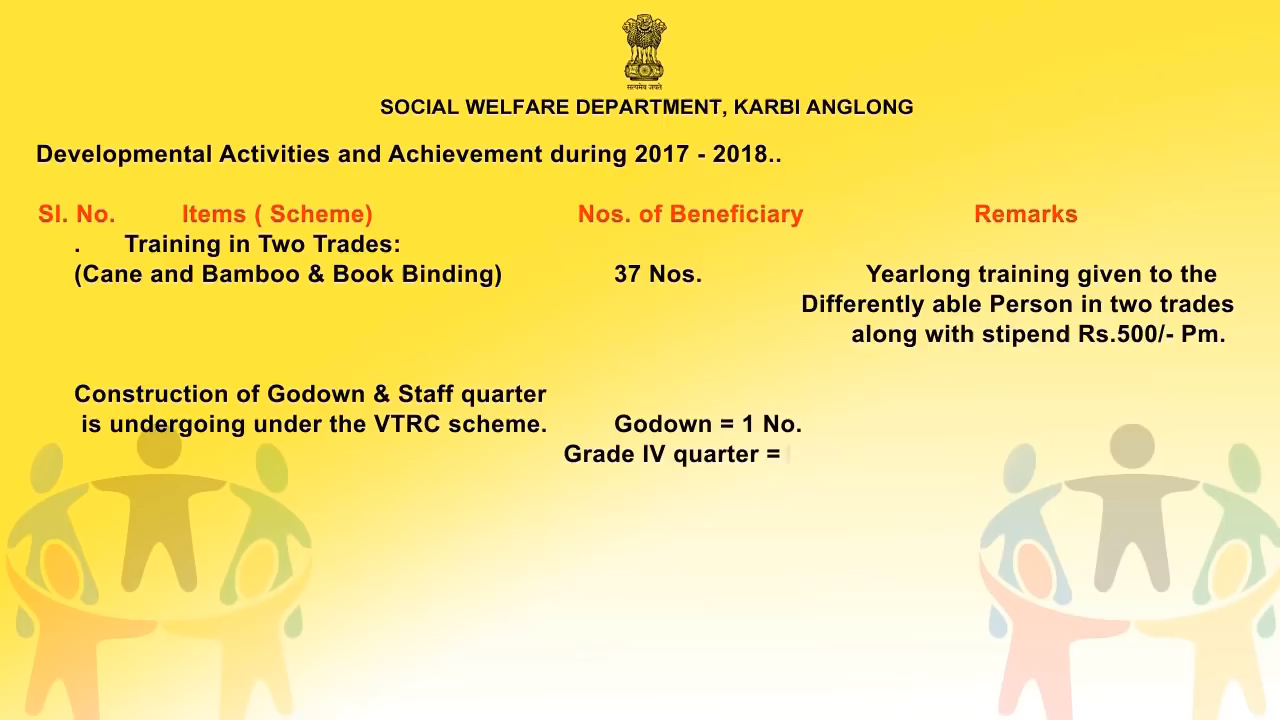 सत्यमेव जयते
SOCIAL WELFARE DEPARTMENT, KARBI ANGLONG
Developmental Activities and Achievement during 2017 - 2018..
Sl. No. Items ( Scheme) Nos. of Beneficiary Remarks
. Training in Two Trades:
(Cane and Bamboo & Book Binding) 37 Nos. Yearlong training given to the
Differently able Person in two trades
along with stipend Rs.500/- Pm.
Construction of Godown & Staff quarter
is undergoing under the VTRC scheme. Godown = 1 No.
Grade IV quarter =